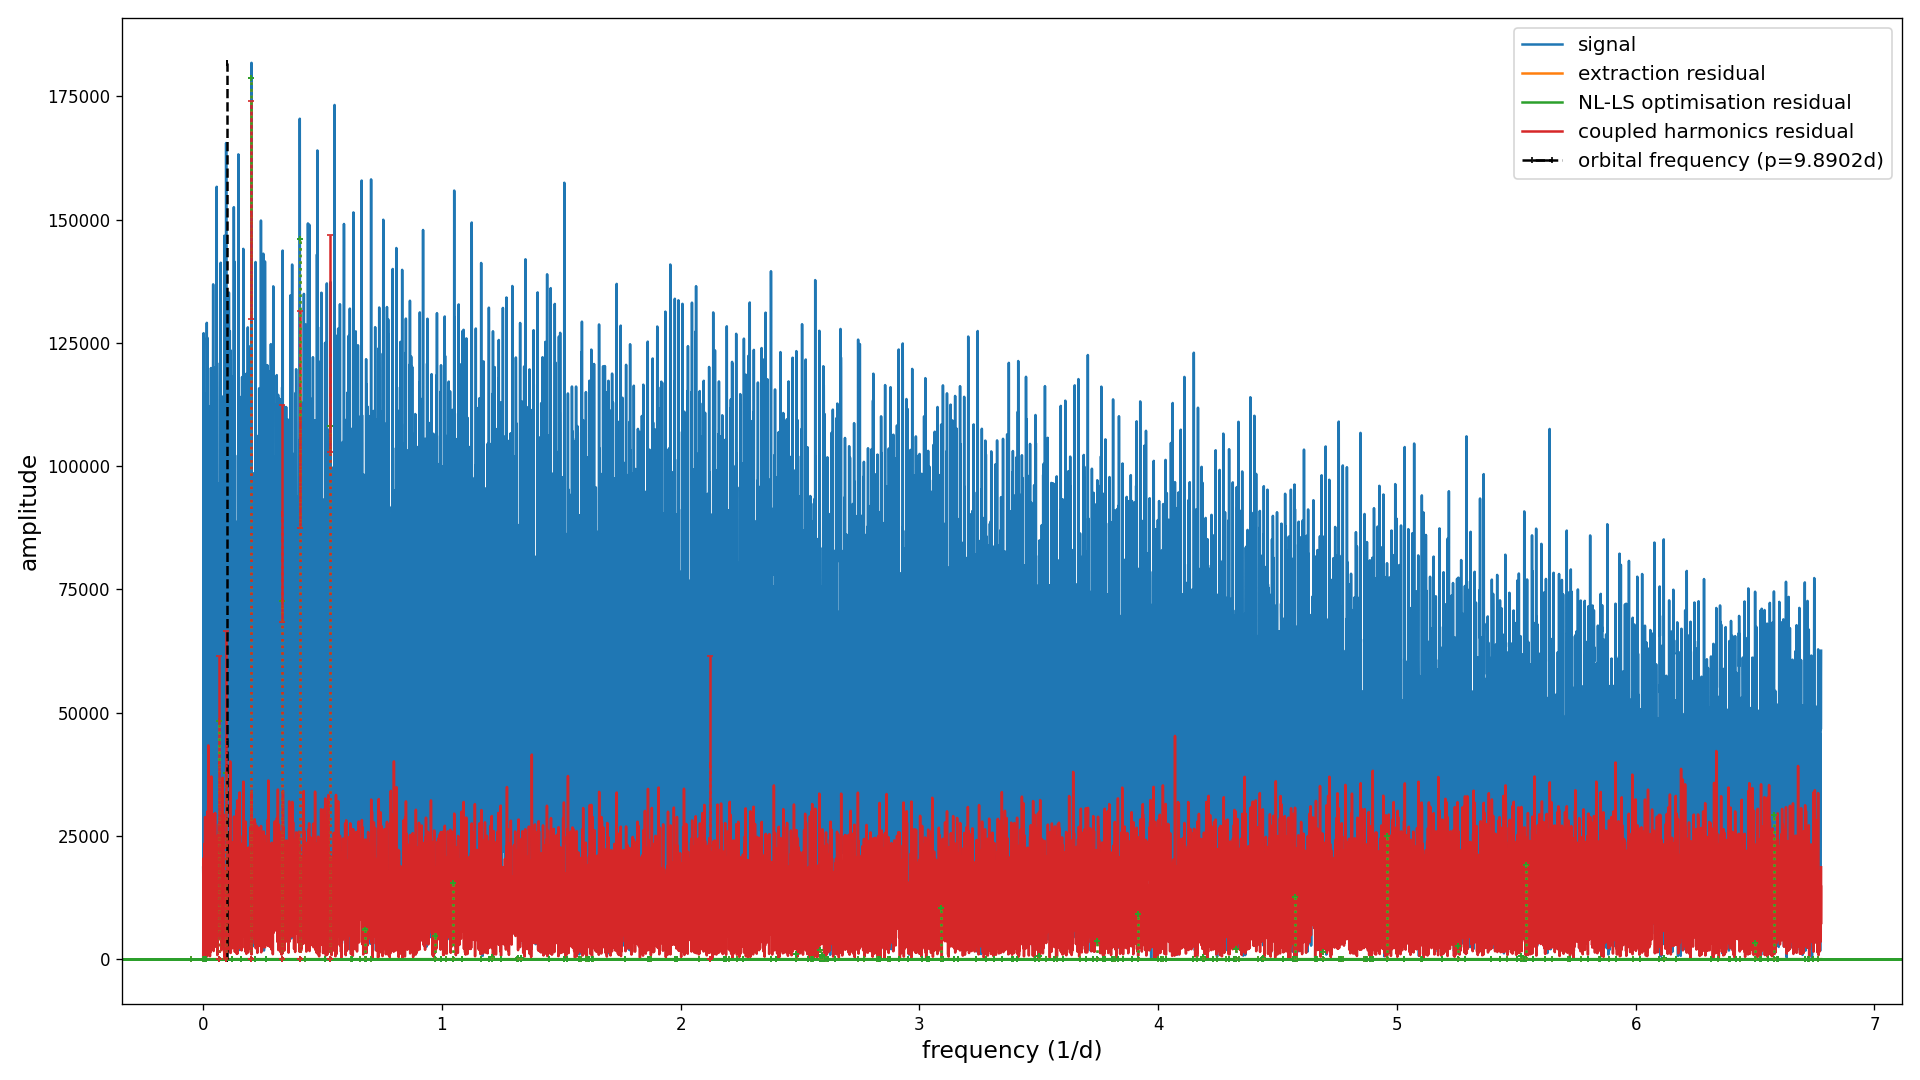 signal
extraction residual
NL-LS optimisation residual
coupled harmonics residual
orbital frequency (p=9.8902d)
amplitude
175000
150000
125000
100000
75000
50000
25000
0
0 1 2 3 4 5 6 7
frequency (1/d)